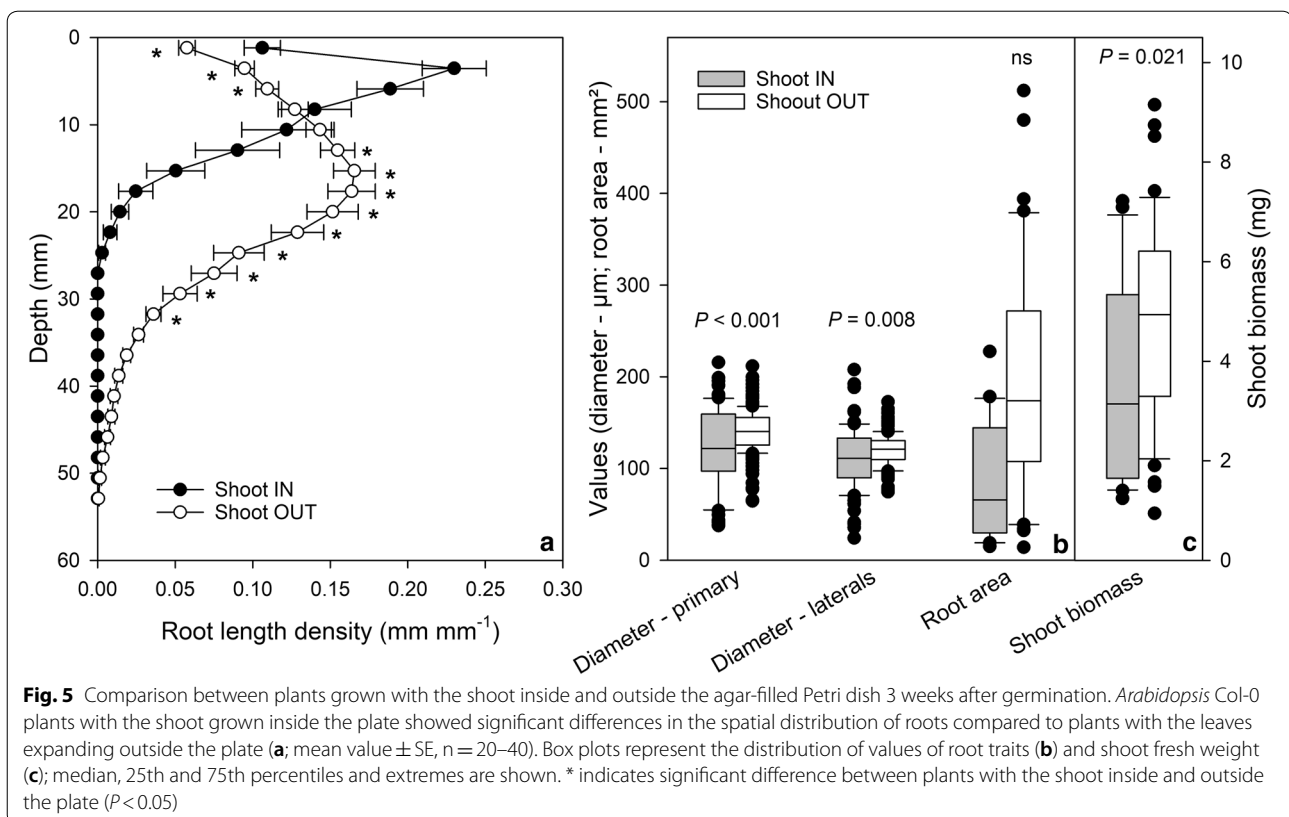 0
10
20
30
40
50
60
Depth (mm)
0.00 0.05 0.10 0.15 0.20 0.25 0.30
Root length density (mm mm⁻¹)
* * * * * * * * * * * *
Shoot IN
Shoot OUT
a
500
400
300
200
100
0
Values (diameter - µm; root area - mm²)
Shoot IN
Shoout OUT
P < 0.001
P = 0.008
ns
b
Diameter - primary
Diameter - laterals
Root area
P = 0.021
c
Shoot biomass
10
8
6
4
2
0
Shoot biomass (mg)
Fig. 5 Comparison between plants grown with the shoot inside and outside the agar-filled Petri dish 3 weeks after germination. Arabidopsis Col-0
plants with the shoot grown inside the plate showed significant differences in the spatial distribution of roots compared to plants with the leaves
expanding outside the plate (a; mean value ± SE, n = 20–40). Box plots represent the distribution of values of root traits (b) and shoot fresh weight
(c); median, 25th and 75th percentiles and extremes are shown. * indicates significant difference between plants with the shoot inside and outside
the plate (P < 0.05)